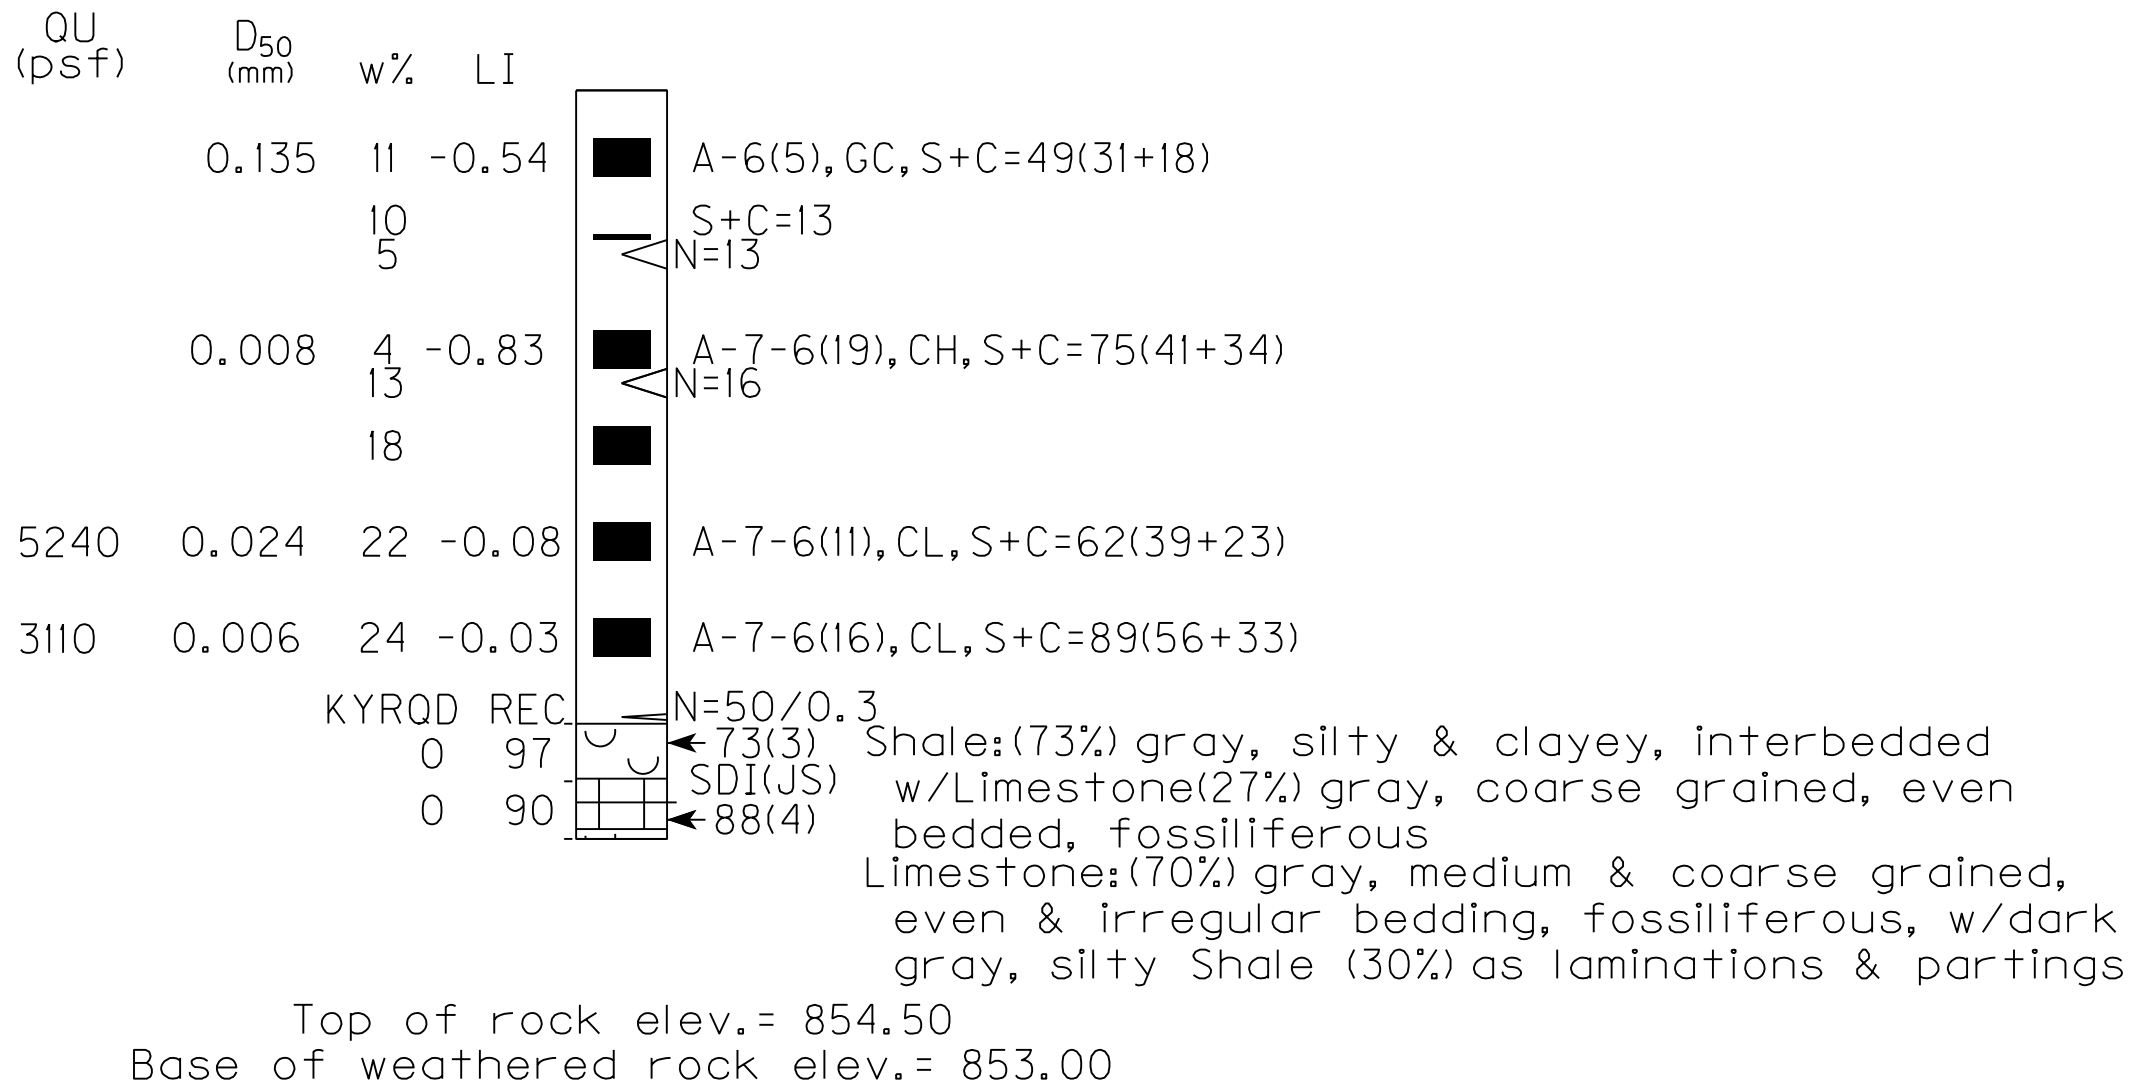 QU (psf) D50 (mm) w% LI
0.135 11 -0.54 A-6(5), GC, S+C=49(31+18)
10 S+C=13
5 N=13
0.008 4 -0.83 A-7-6(19), CH, S+C=75(41+34)
13 N=16
18
5240 0.024 22 -0.08 A-7-6(11), CL, S+C=62(39+23)
3110 0.006 24 -0.03 A-7-6(16), CL, S+C=89(56+33)
KYRQD REC N=50/0.3
0 97 73(3)
SDI(JS)
0 90 88(4)
Shale:(73%) gray, silty & clayey, interbedded
w/Limestone(27%) gray, coarse grained, even
bedded, fossiliferous
Limestone:(70%) gray, medium & coarse grained,
even & irregular bedding, fossiliferous, w/dark
gray, silty Shale (30%) as laminations & partings
Top of rock elev.= 854.50
Base of weathered rock elev.= 853.00